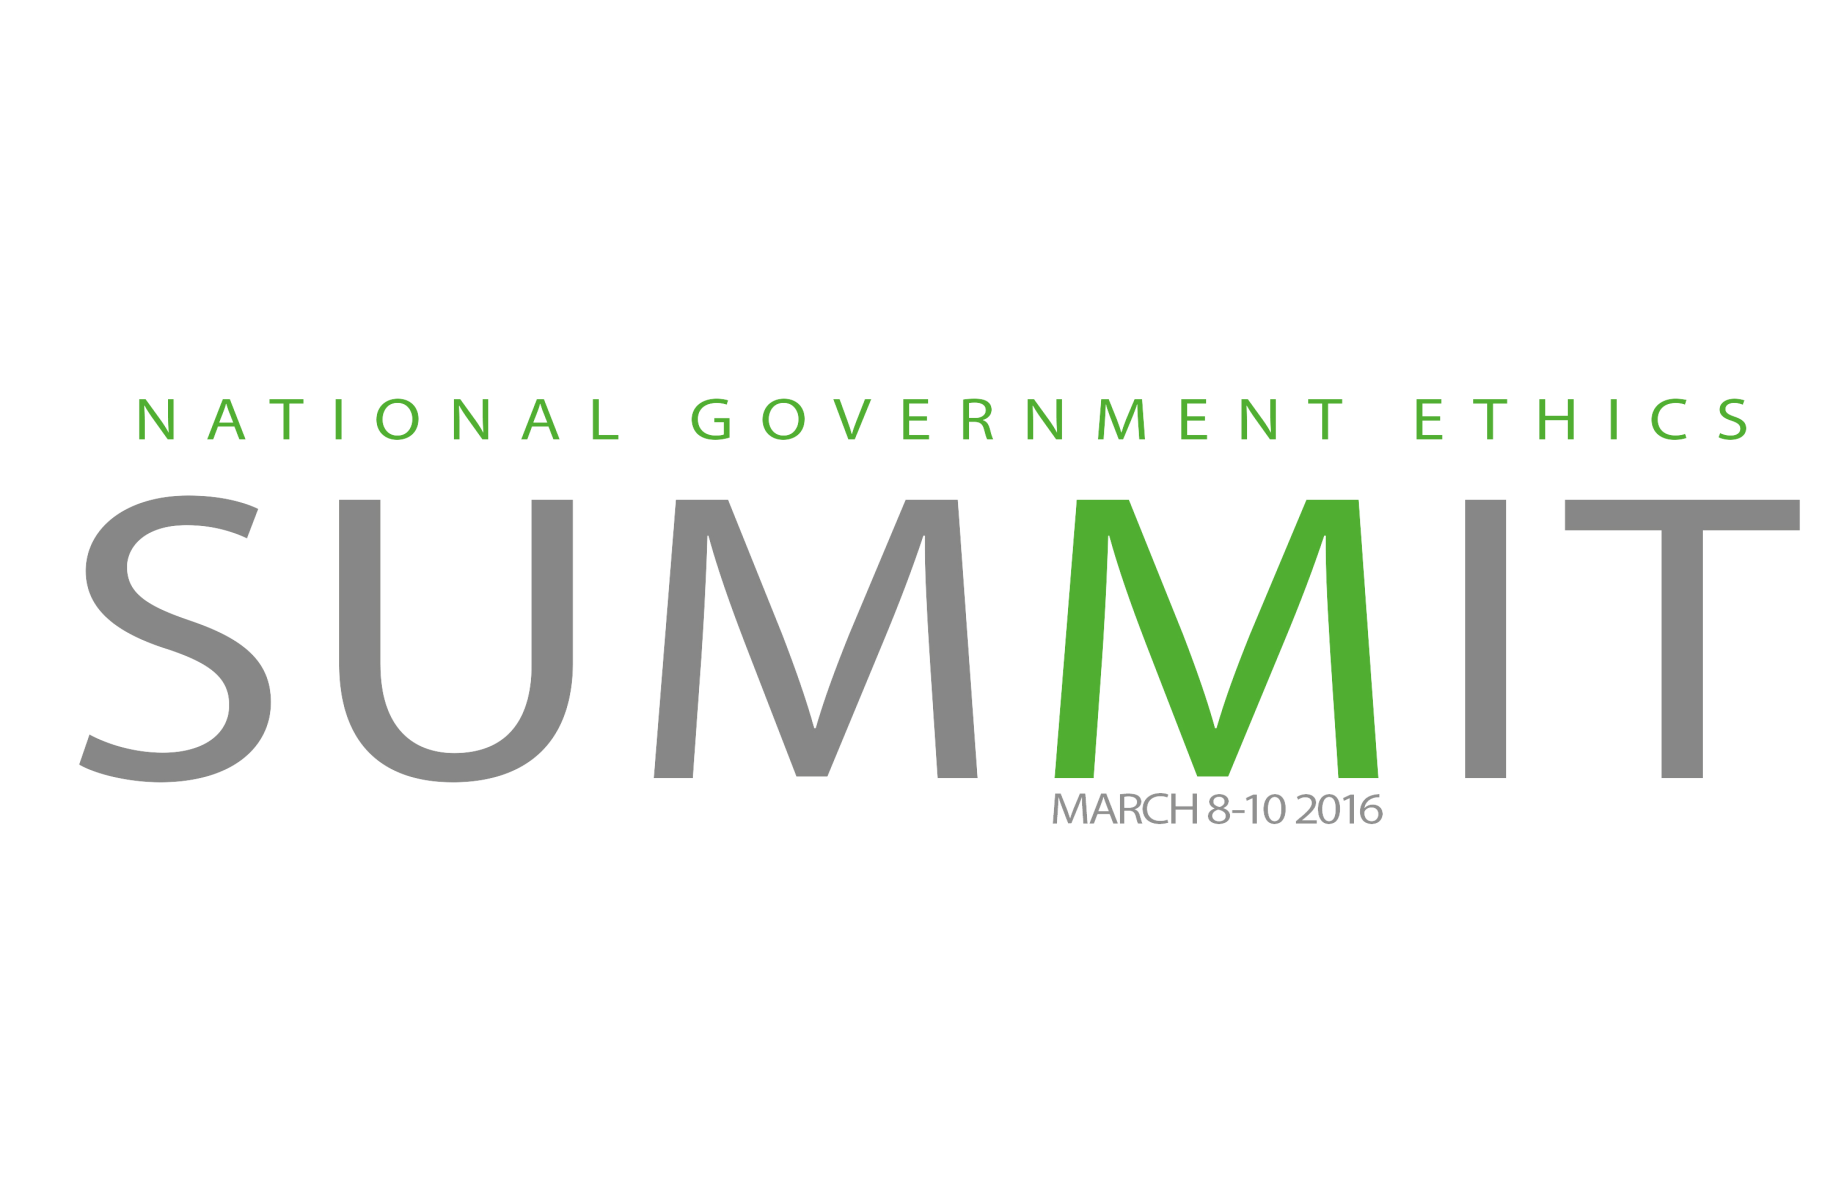 NATIONAL GOVERNMENT ETHICS
SUMMIT
MARCH 8-10 2016